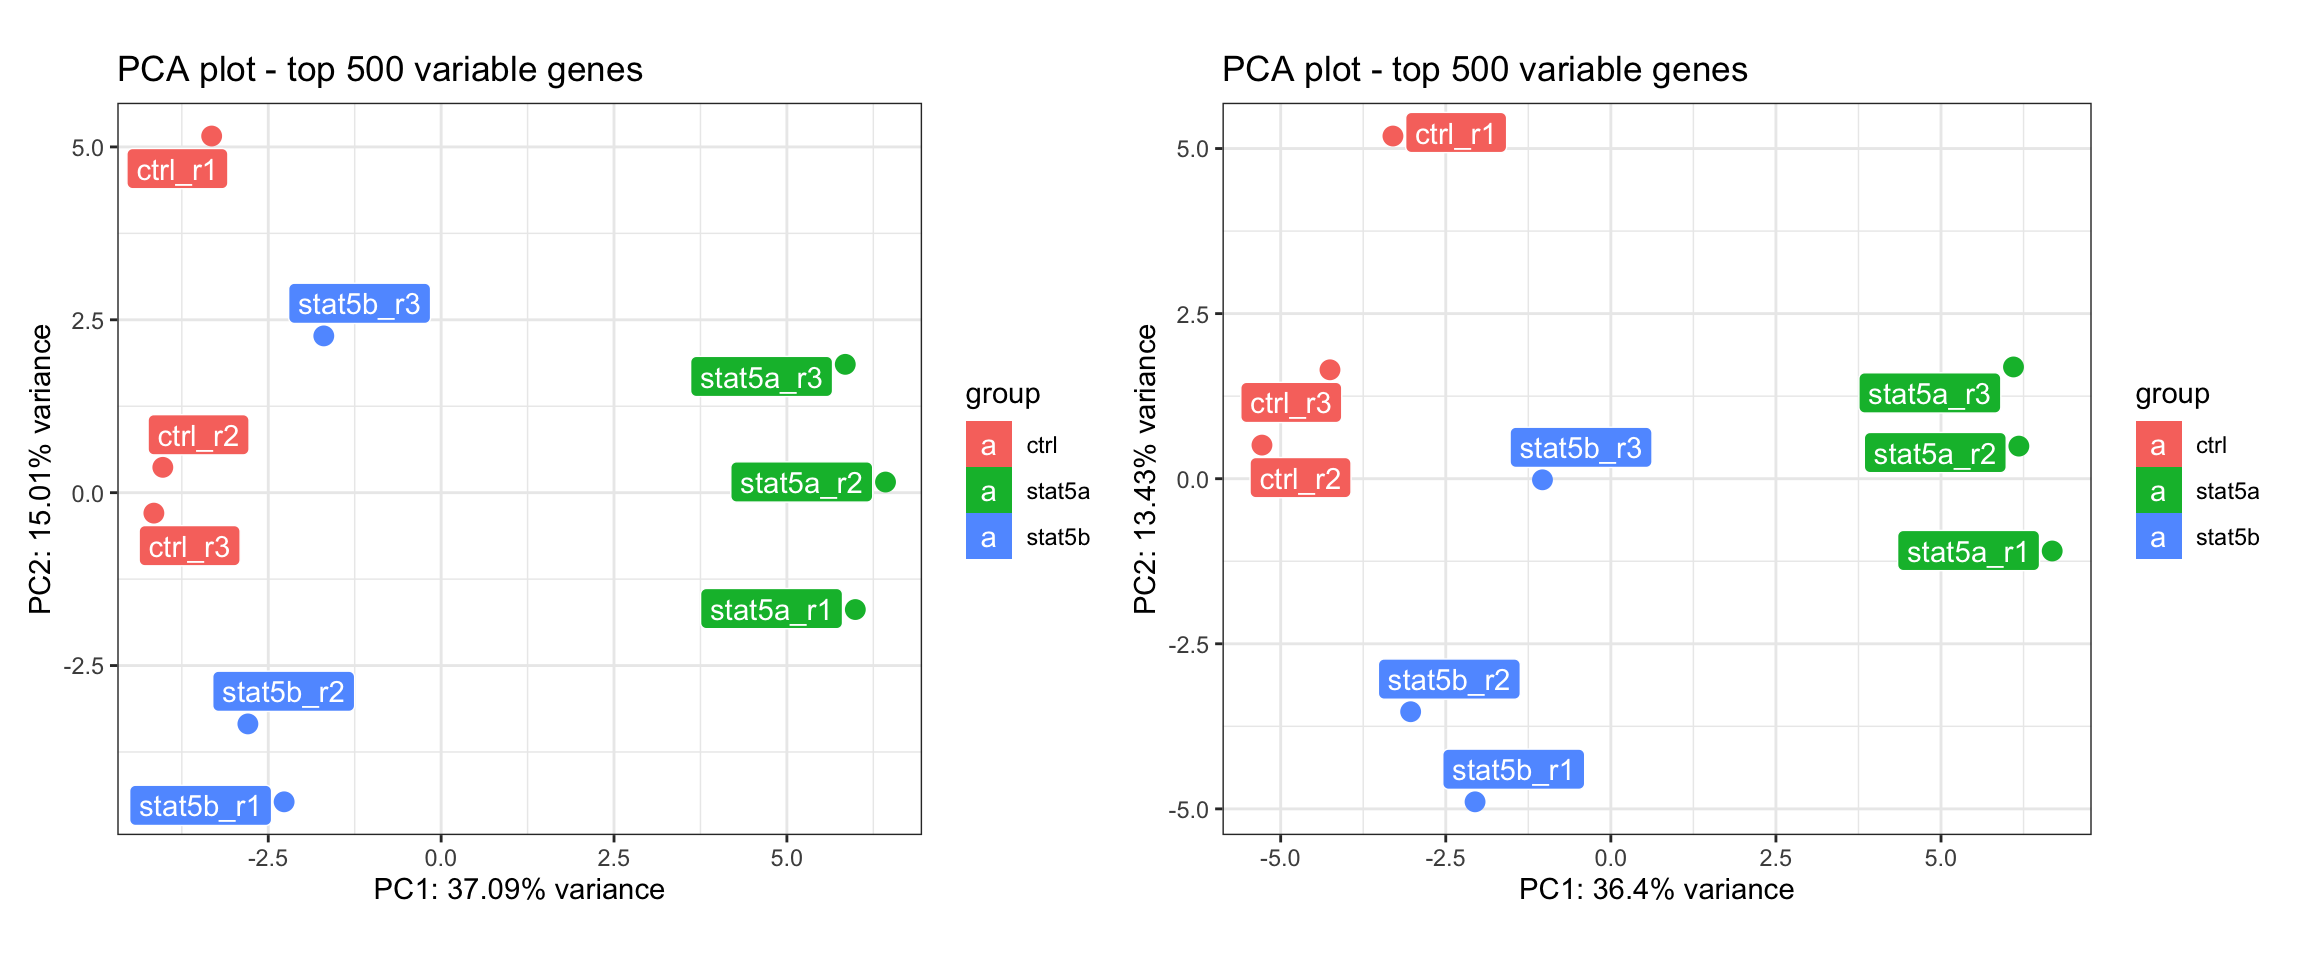 PCA plot - top 500 variable genes
5.0
2.5
0.0
-2.5
PC2: 15.01% variance
ctrl_r1
stat5b_r3
stat5a_r3
ctrl_r2
stat5a_r2
ctrl_r3
stat5a_r1
stat5b_r2
stat5b_r1
-2.5
0.0
2.5
5.0
PC1: 37.09% variance
group
a ctrl
a stat5a
a stat5b
PCA plot - top 500 variable genes
5.0
2.5
0.0
-2.5
-5.0
PC2: 13.43% variance
ctrl_r1
ctrl_r3
stat5a_r3
stat5b_r3
stat5a_r2
ctrl_r2
stat5a_r1
stat5b_r2
stat5b_r1
-5.0
-2.5
0.0
2.5
5.0
PC1: 36.4% variance
group
a ctrl
a stat5a
a stat5b